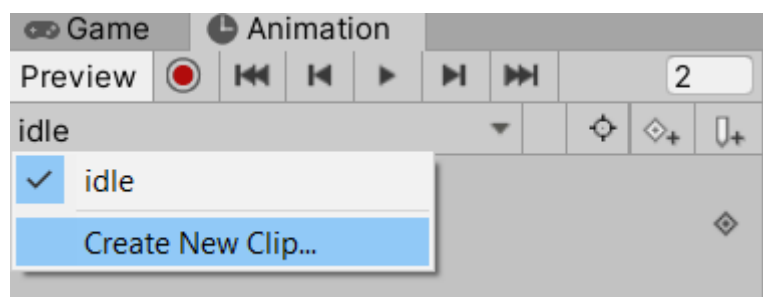 Game Animation
Preview 2
idle
idle
Create New Clip...